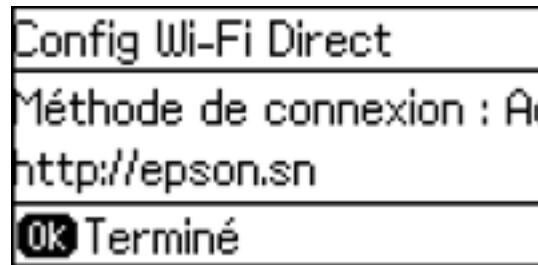 Config Wi-Fi Direct
Méthode de connexion :
http://epson.sn
OK Terminé